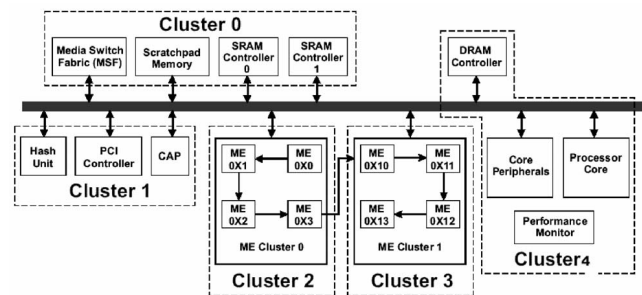 Cluster 0
Media Switch
Fabric (MSF)
Scratchpad
Memory
SRAM
Controller
0
SRAM
Controller
1
DRAM
Controller
Hash
Unit
PCI
Controller
CAP
Cluster 1
ME
0X1
ME
0X0
ME
0X2
ME
0X3
ME Cluster 0
Cluster 2
ME
0X10
ME
0X11
ME
0X13
ME
0X12
ME Cluster 1
Cluster 3
Core
Peripherals
Processor
Core
Performance
Monitor
Cluster4